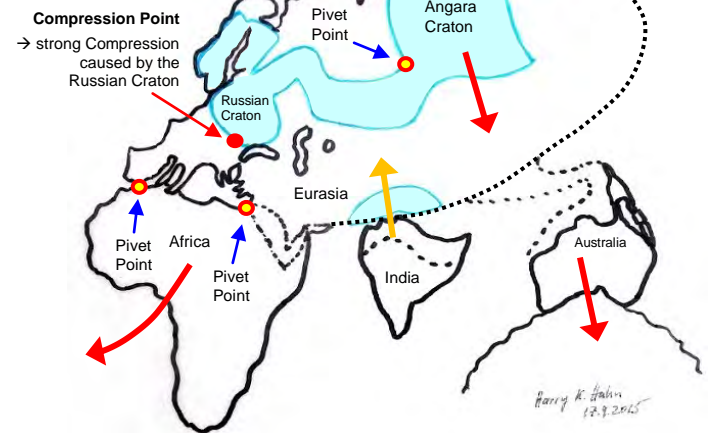 Compression Point
→ strong Compression
caused by the
Russian Craton
Pivet
Point
Angara
Craton
Russian
Craton
Eurasia
Pivet
Point
Africa
Pivet
Point
India
Australia
Harry K. Hahn
17.9.2015